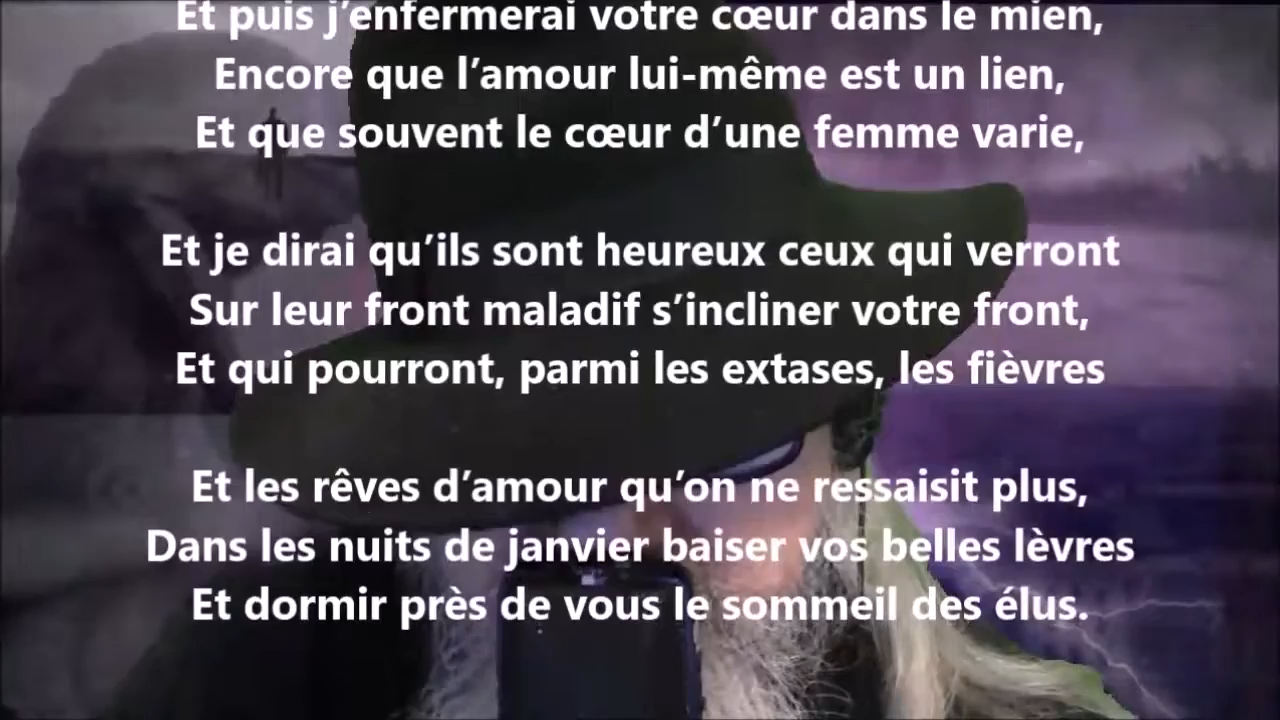 Et puis j’enfermerai votre cœur dans le mien,
Encore que l’amour lui-même est un lien,
Et que souvent le cœur d’une femme varie,
Et je dirai qu’ils sont heureux ceux qui verront
Sur leur front maladif s’incliner votre front,
Et qui pourront, parmi les extases, les fièvres
Et les rêves d’amour qu’on ne ressaisit plus,
Dans les nuits de janvier baiser vos belles lèvres
Et dormir près de vous le sommeil des élus.